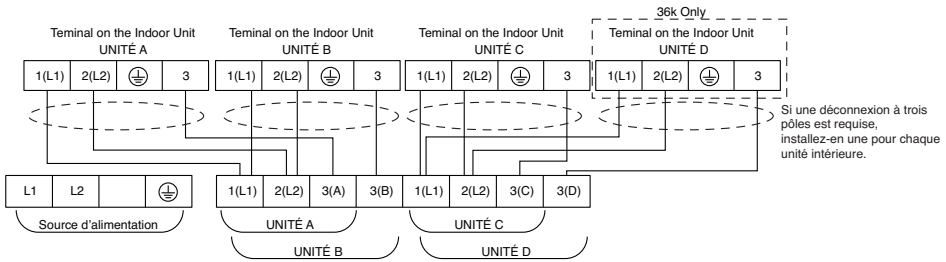 36k Only
Teminal on the Indoor Unit Teminal on the Indoor Unit Teminal on the Indoor Unit Teminal on the Indoor Unit
UNITÉ A UNITÉ B UNITÉ C UNITÉ D
1(L1) 2(L2) 3 1(L1) 2(L2) 3 1(L1) 2(L2) 3 1(L1) 2(L2) 3
Si une déconnexion à trois
pôles est requise,
installez-en une pour chaque
unité intérieure.
L1 L2 1(L1) 2(L2) 3(A) 3(B) 1(L1) 2(L2) 3(C) 3(D)
Source d'alimentation UNITÉ A UNITÉ C
UNITÉ B UNITÉ D